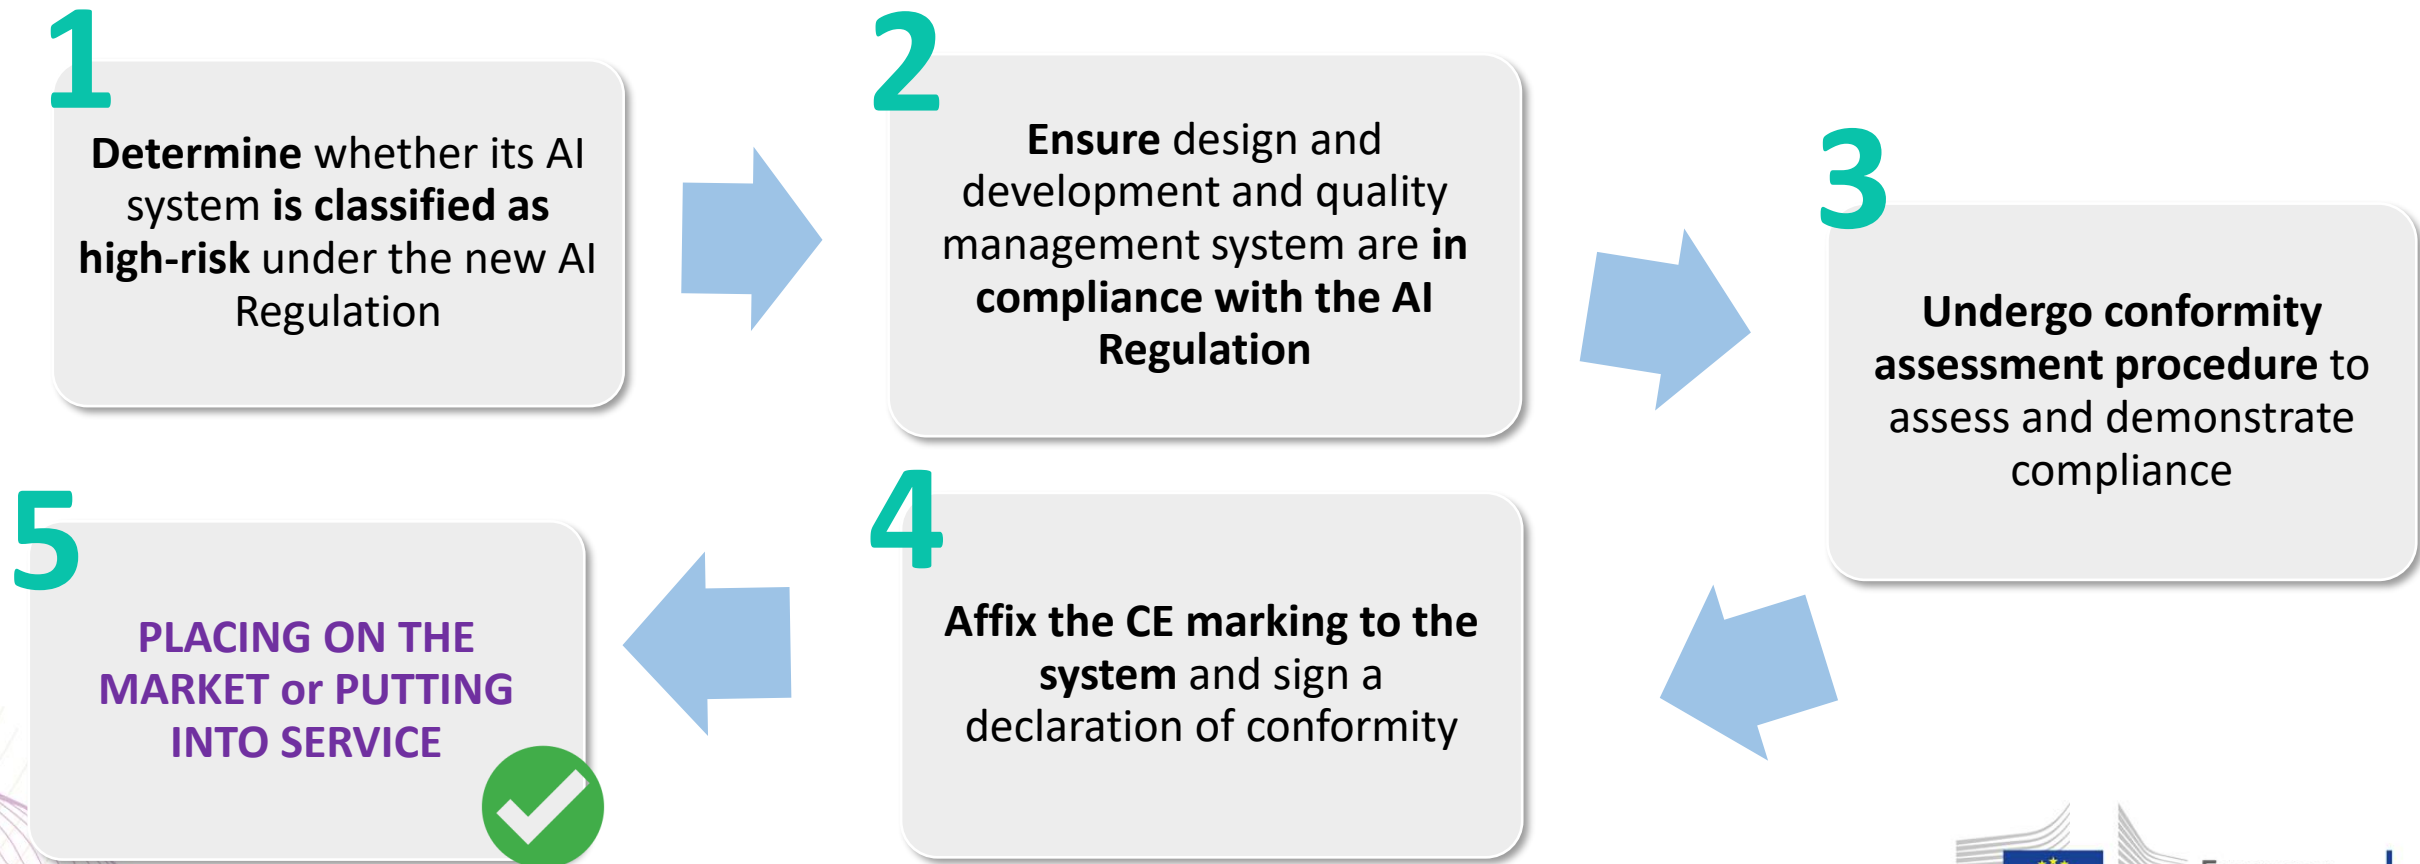 1
Determine whether its AI
system is classified as
high-risk under the new AI
Regulation
2
Ensure design and
development and quality
management system are in
compliance with the AI
Regulation
3
Undergo conformity
assessment procedure to
assess and demonstrate
compliance
4
Affix the CE marking to the
system and sign a
declaration of conformity
5
PLACING ON THE
MARKET or PUTTING
INTO SERVICE